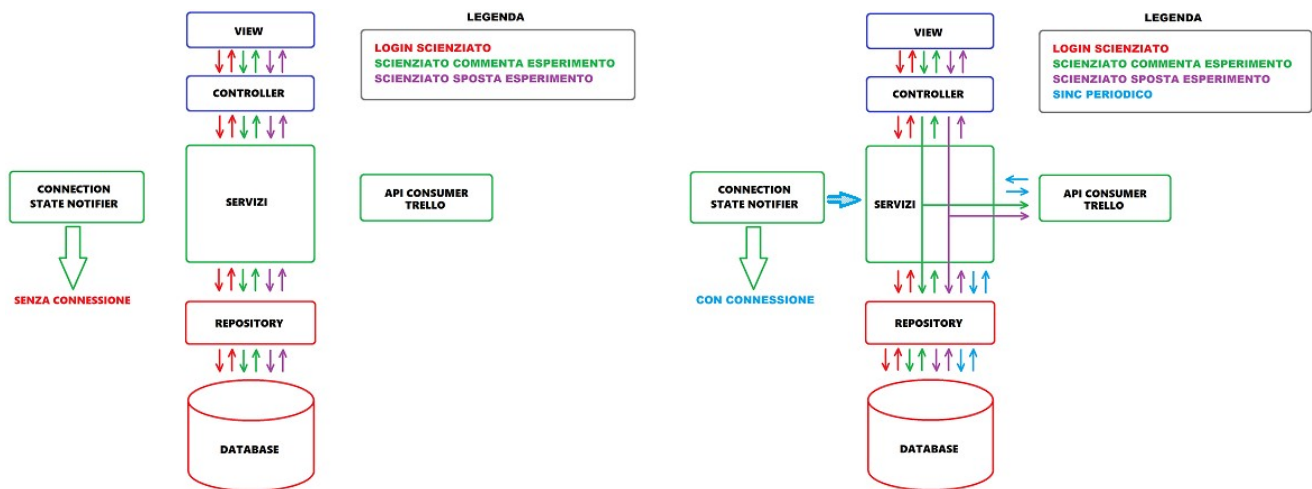 VIEW
LEGENDA
LOGIN SCIENZIATO
SCIENZIATO COMMENTA ESPERIMENTO
SCIENZIATO SPOSTA ESPERIMENTO
CONTROLLER
CONNECTION
STATE NOTIFIER
SERVIZI
API CONSUMER
TRELLO
SENZA CONNESSIONE
REPOSITORY
DATABASE
VIEW
LEGENDA
LOGIN SCIENZIATO
SCIENZIATO COMMENTA ESPERIMENTO
SCIENZIATO SPOSTA ESPERIMENTO
SINC PERIODICO
CONTROLLER
CONNECTION
STATE NOTIFIER
SERVIZI
API CONSUMER
TRELLO
CON CONNESSIONE
REPOSITORY
DATABASE